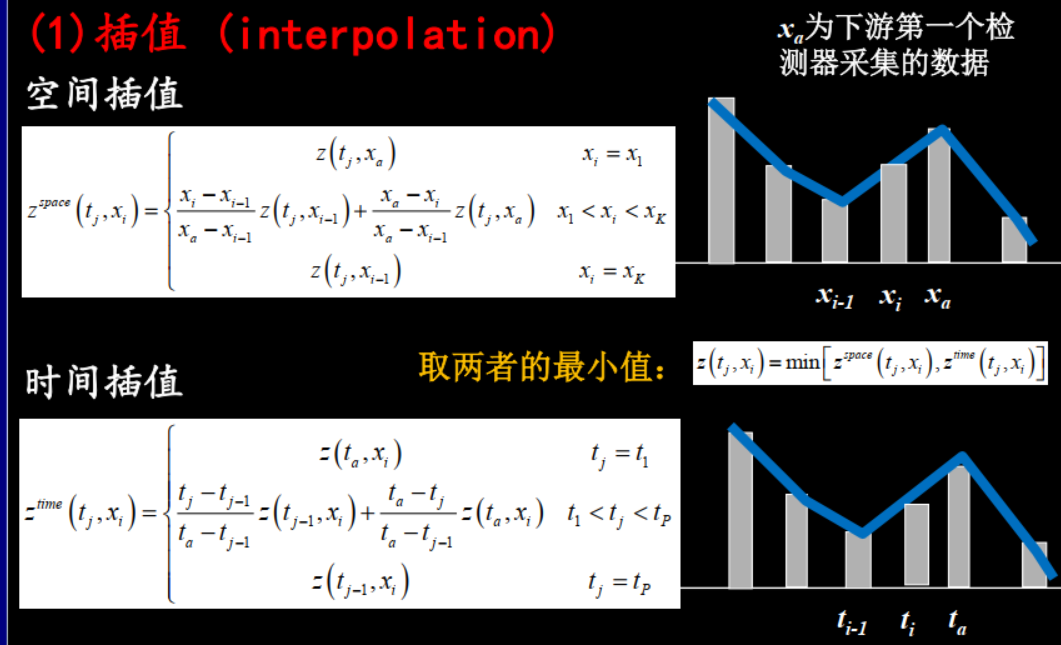 (1)插值 (interpolation)
x_a为下游第一个检
测器采集的数据
空间插值
z^{space}(t_j,x_i)= { z(t_j,x_a)  x_i = x_1
\frac{x_i-x_{i-1}}{x_a-x_{i-1}} z(t_j,x_{i-1})+\frac{x_a-x_i}{x_a-x_{i-1}} z(t_j,x_a)  x_1<x_i<x_K
z(t_j,x_{i-1})  x_i = x_K
x_{i-1} x_i x_a
时间插值
取两者的最小值: z(t_j,x_i)=min[z^{space}(t_j,x_i),z^{time}(t_j,x_i)]
z^{time}(t_j,x_i)= { z(t_a,x_i)  t_j = t_1
\frac{t_j-t_{j-1}}{t_a-t_{j-1}} z(t_{j-1},x_i)+\frac{t_a-t_j}{t_a-t_{j-1}} z(t_a,x_i)  t_1<t_j<t_P
z(t_{j-1},x_i)  t_j = t_P
t_{i-1} t_i t_a